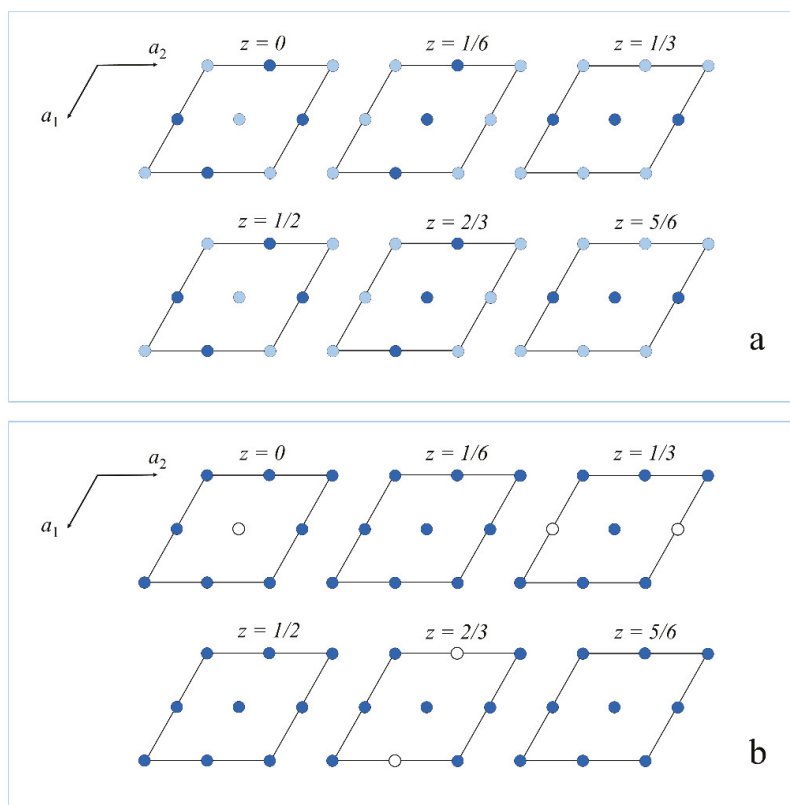 z = 0 z = 1/6 z = 1/3
a2
a1
z = 1/2 z = 2/3 z = 5/6
a
z = 0 z = 1/6 z = 1/3
a2
a1
z = 1/2 z = 2/3 z = 5/6
b